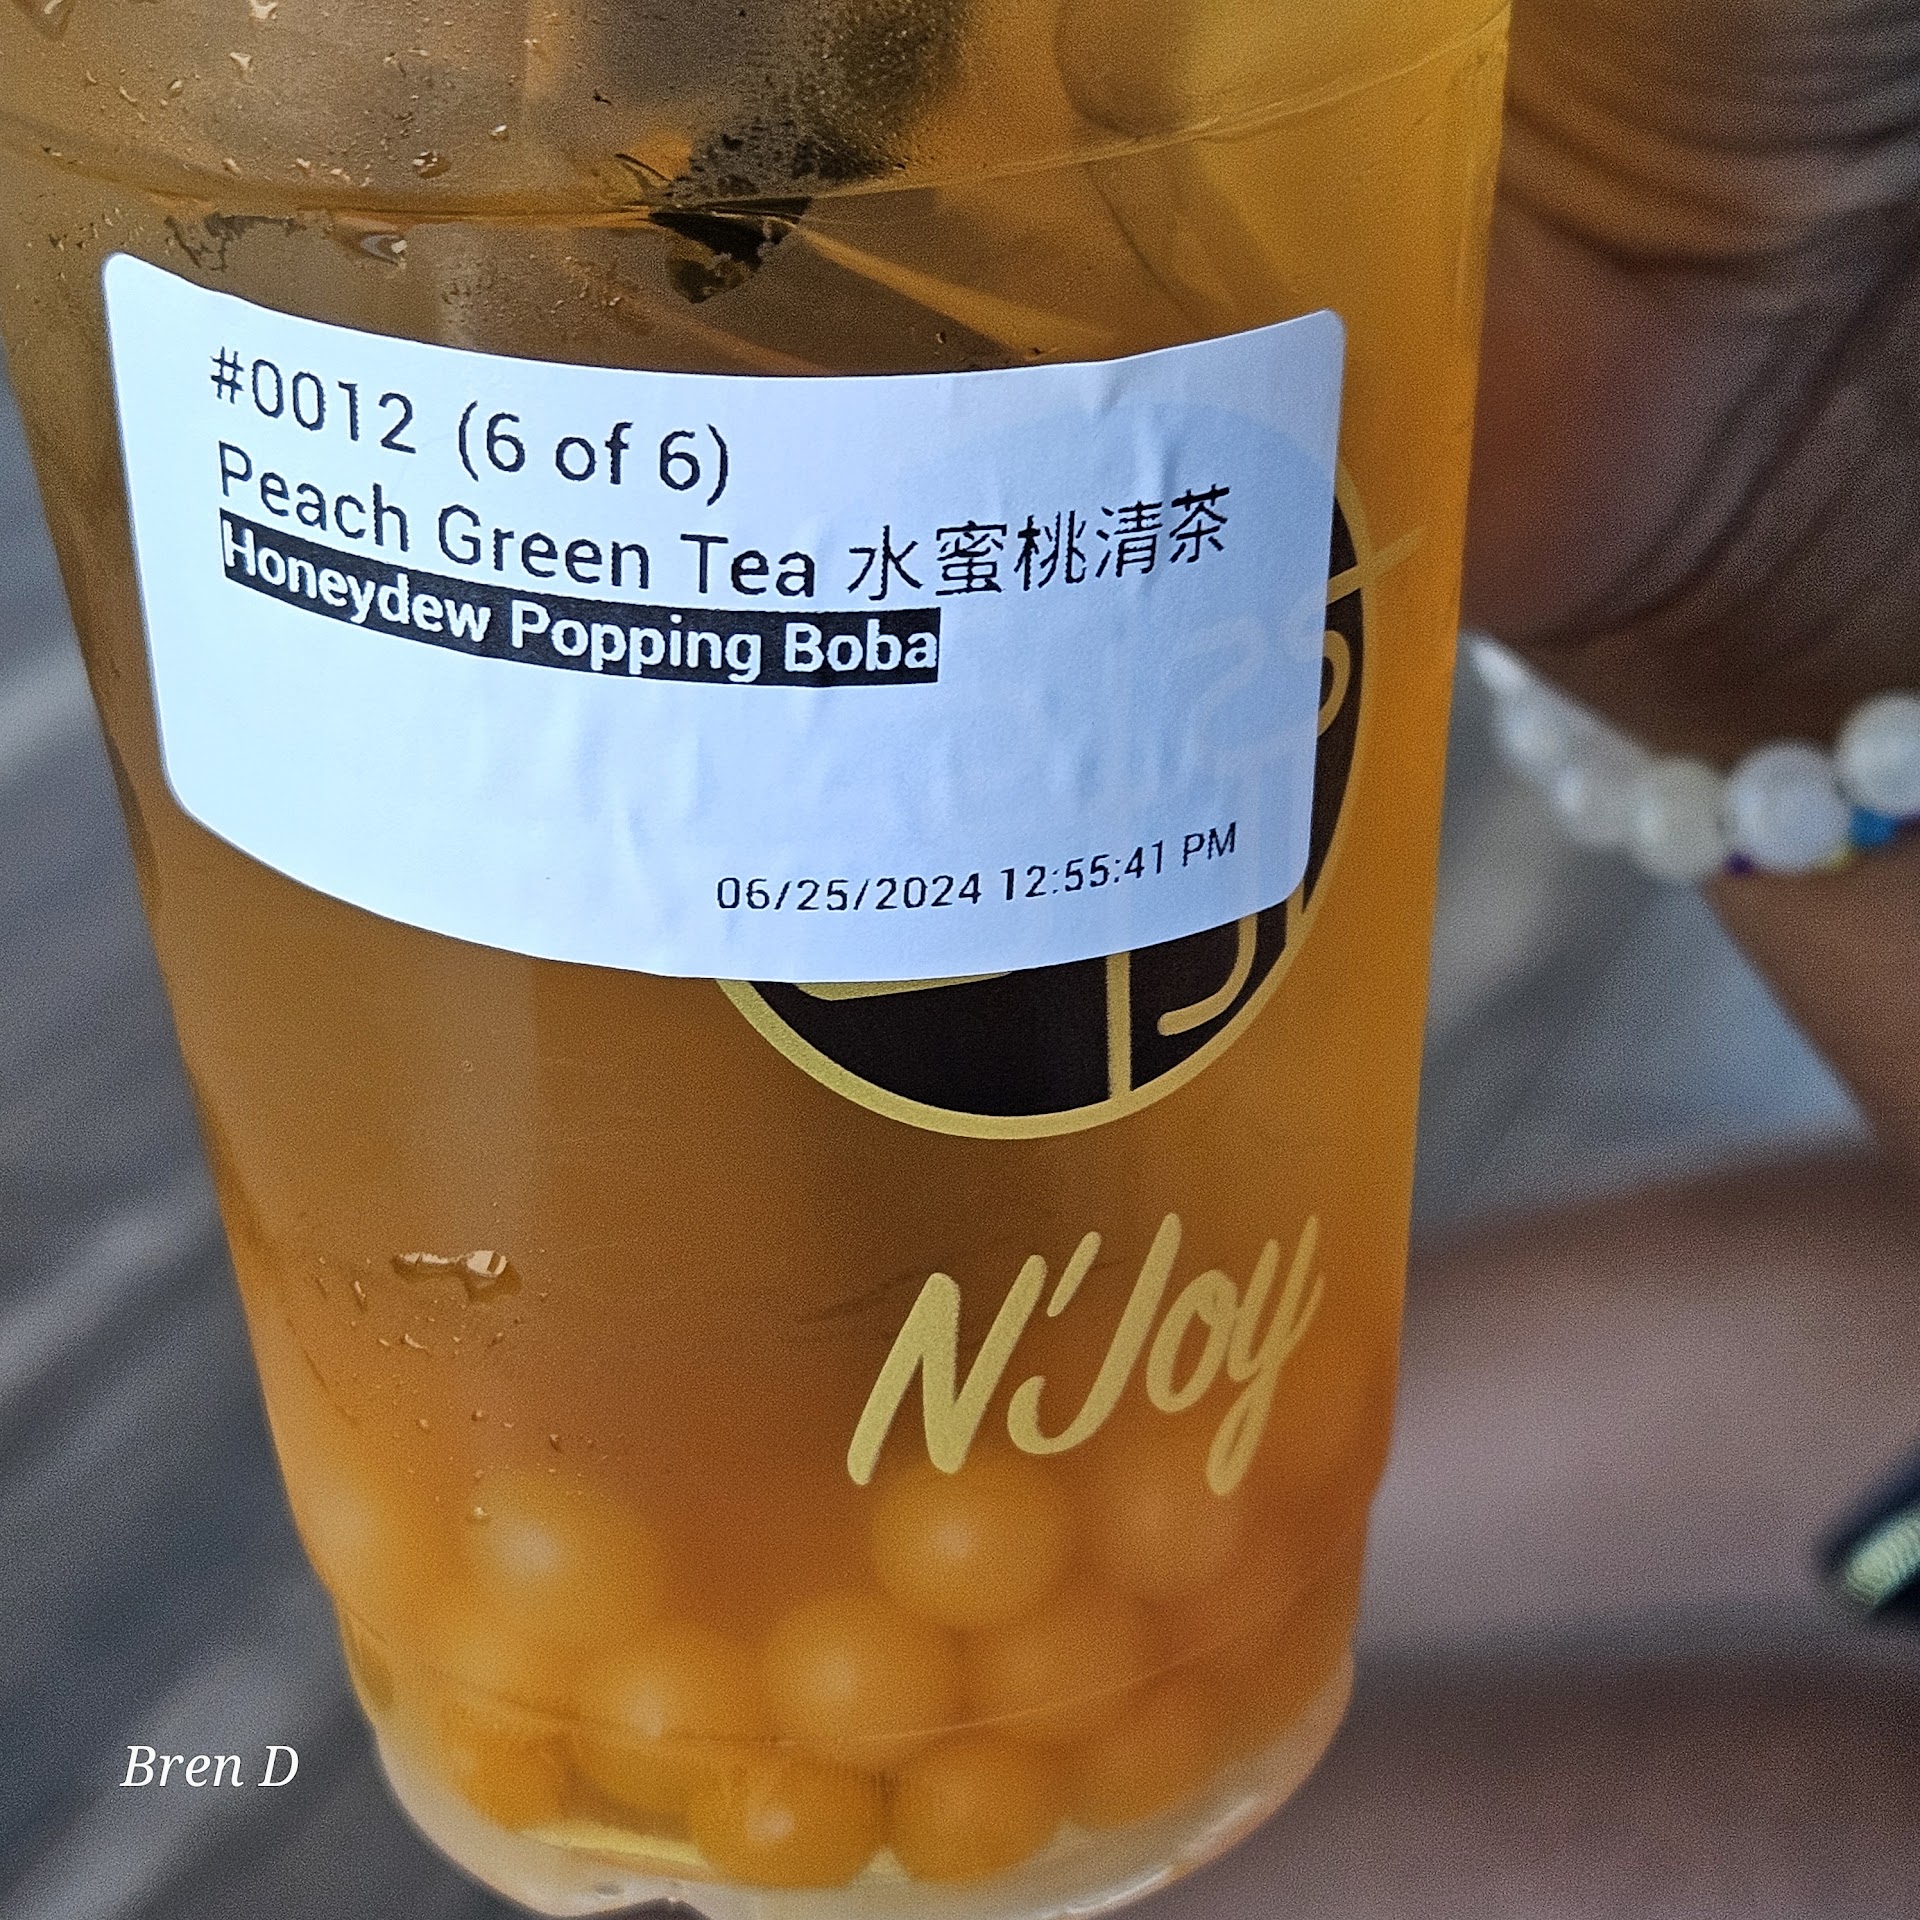 #0012 (6 of 6)
Peach Green Tea 水蜜桃清茶
Honeydew Popping Boba
06/25/2024 12:55:41 PM
N'Joy
Bren D